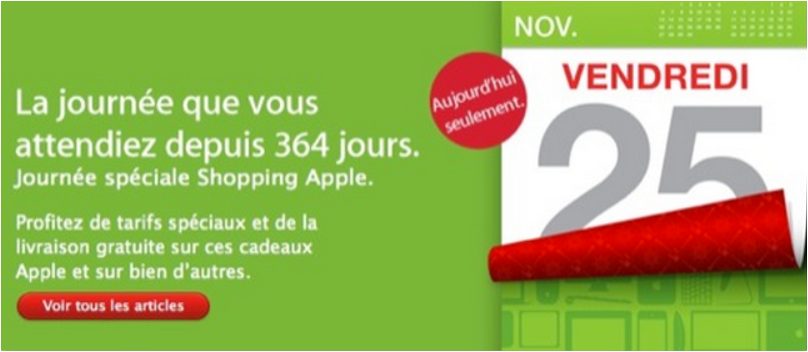 La journée que vous
attendiez depuis 364 jours.
Journée spéciale Shopping Apple.
Profitez de tarifs spéciaux et de la
livraison gratuite sur ces cadeaux
Apple et sur bien d'autres.
Voir tous les articles
Aujourd'hui
seulement.
NOV.
VENDREDI
25